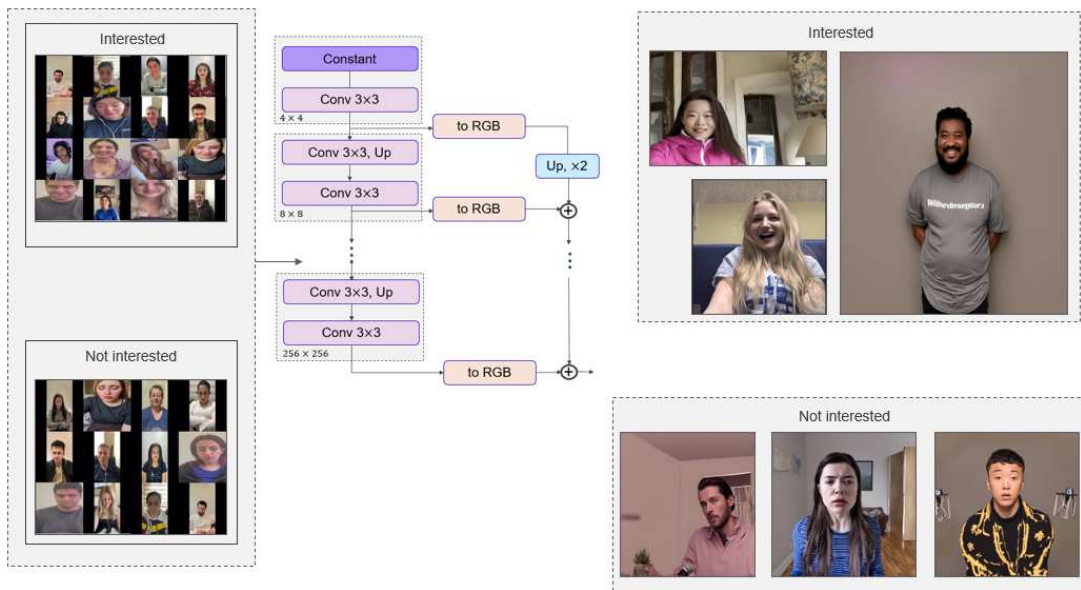 Interested
Not interested
Constant
Conv 3×3
4 × 4
to RGB
Conv 3×3, Up
Up, ×2
Conv 3×3
8 × 8
to RGB
Conv 3×3, Up
Conv 3×3
256 × 256
to RGB
Interested
Not interested